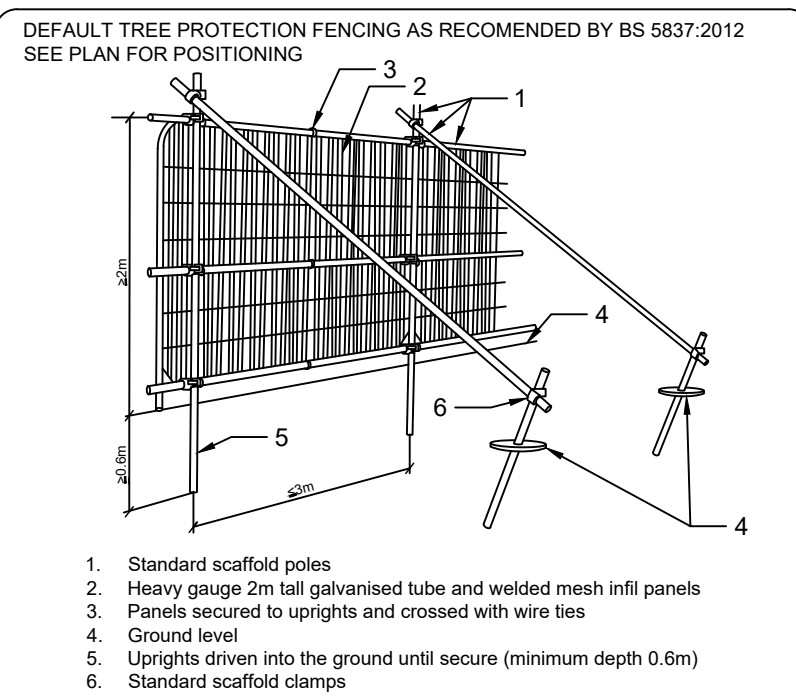 DEFAULT TREE PROTECTION FENCING AS RECOMENDED BY BS 5837:2012
SEE PLAN FOR POSITIONING
3
2
1
≥2m
4
6
5
≥0.6m
≤3m
4
1. Standard scaffold poles
2. Heavy gauge 2m tall galvanised tube and welded mesh infil panels
3. Panels secured to uprights and crossed with wire ties
4. Ground level
5. Uprights driven into the ground until secure (minimum depth 0.6m)
6. Standard scaffold clamps